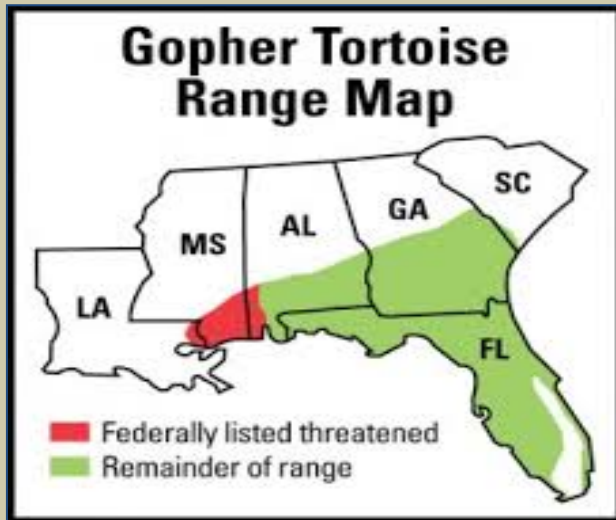 Gopher Tortoise
Range Map
SC
GA
AL
MS
LA
FL
Federally listed threatened
Remainder of range